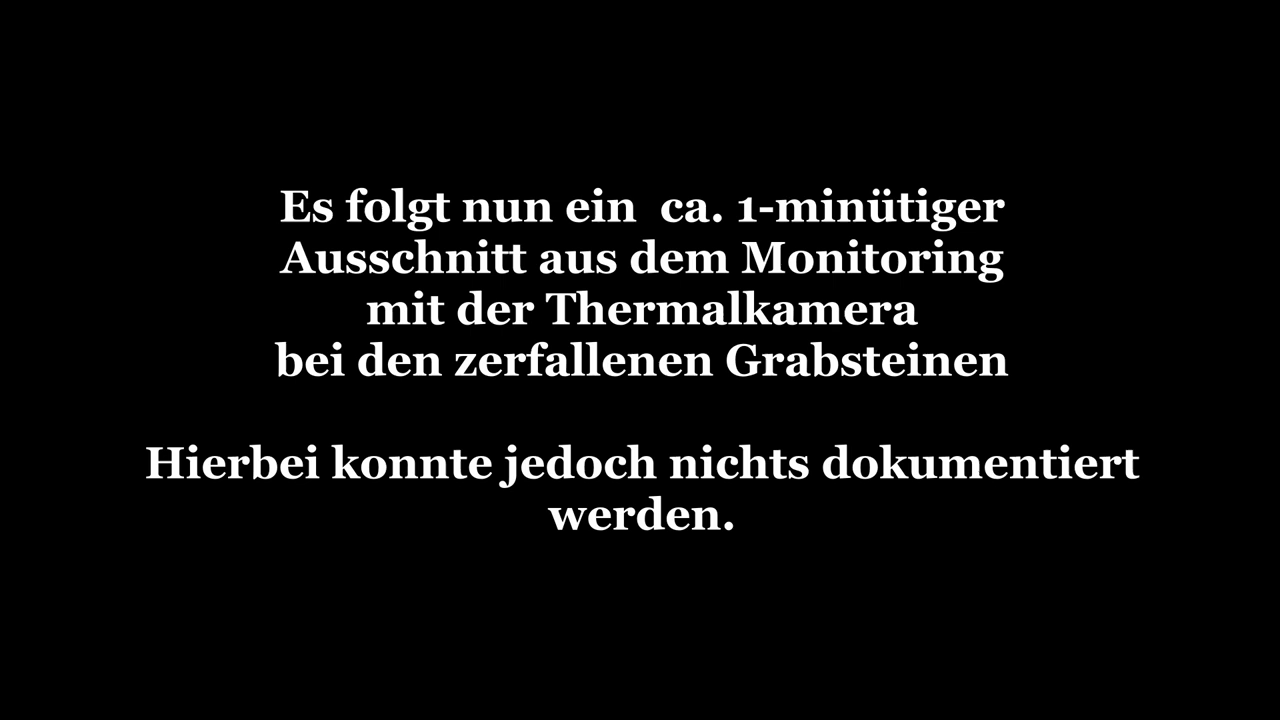 Es folgt nun ein  ca. 1-minütiger
Ausschnitt aus dem Monitoring
mit der Thermalkamera
bei den zerfallenen Grabsteinen
Hierbei konnte jedoch nichts dokumentiert
werden.